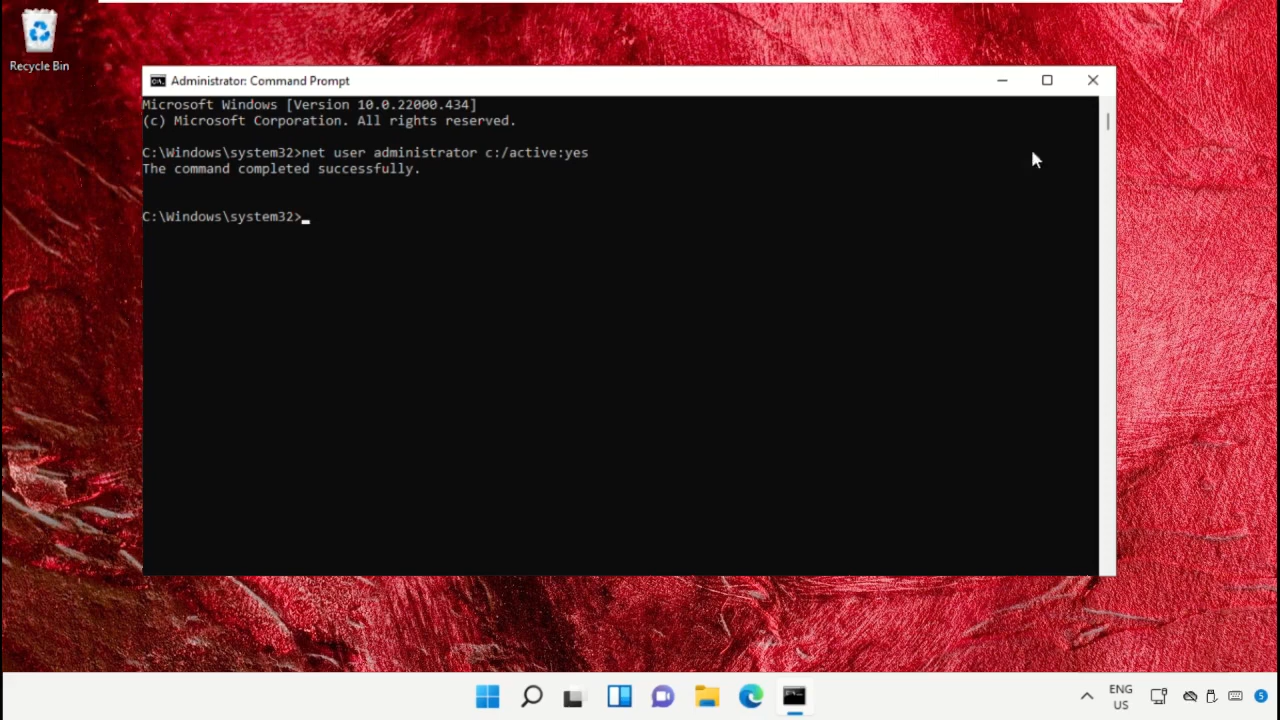 Recycle Bin
Administrator: Command Prompt
Microsoft Windows [Version 10.0.22000.434]
(c) Microsoft Corporation. All rights reserved.
C:\Windows\system32>net user administrator c:/active:yes
The command completed successfully.
C:\Windows\system32>
ENG
US
5